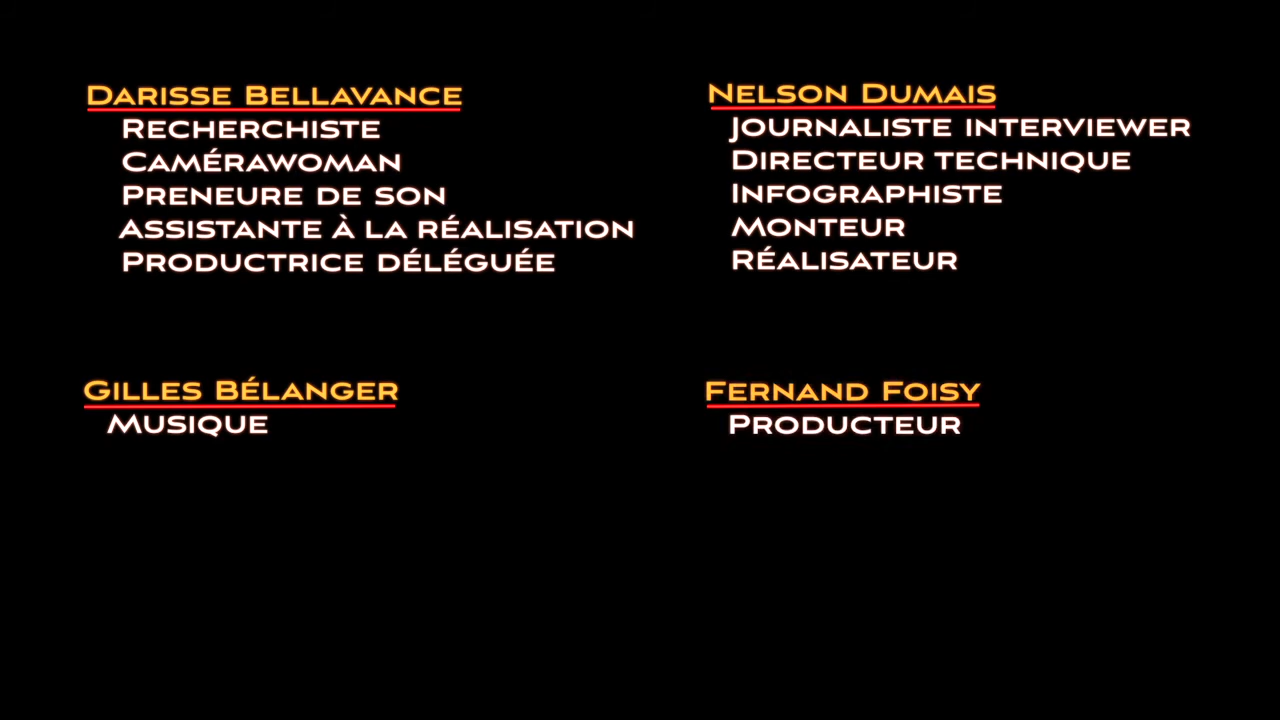 Darisse Bellavance
Recherchiste
Camérawoman
Preneure de son
Assistante à la réalisation
Productrice déléguée
Nelson Dumais
Journaliste interviewer
Directeur technique
Infographiste
Monteur
Réalisateur
Gilles Bélanger
Musique
Fernand Foisy
Producteur